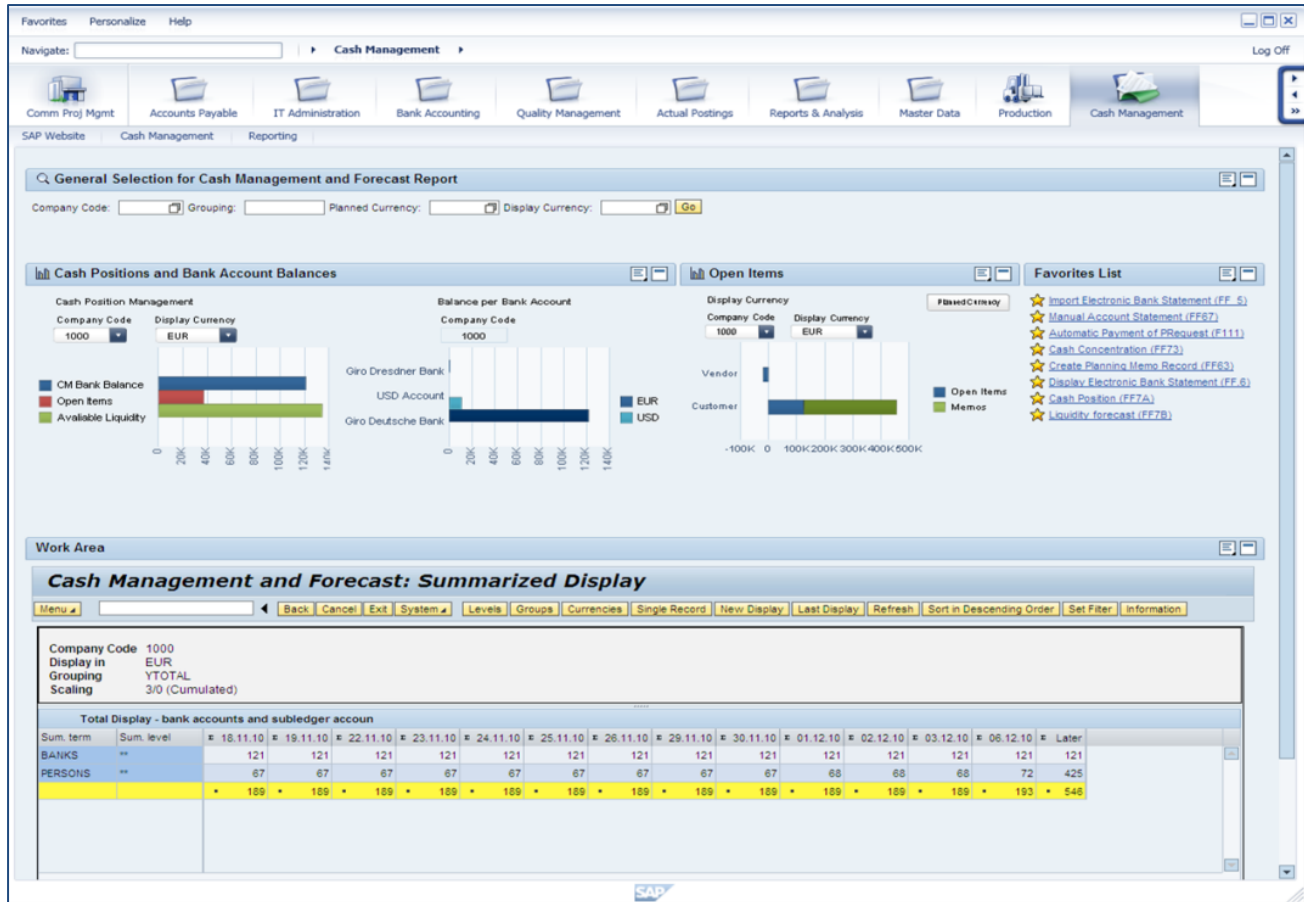 Favorites Personalize Help
Navigate: Cash Management Log Off
Comm Proj Mgmt Accounts Payable IT Administration Bank Accounting Quality Management Actual Postings Reports & Analysis Master Data Production Cash Management
SAP Website Cash Management Reporting
General Selection for Cash Management and Forecast Report
Company Code: Grouping: Planned Currency: Display Currency: Go
Cash Positions and Bank Account Balances
Cash Position Management
Company Code Display Currency
1000 EUR
CM Bank Balance
Open Items
Available Liquidity
0 20K 40K 60K 80K 100K 120K 140K
Balance per Bank Account
Company Code
1000
Giro Dresdner Bank
USD Account
Giro Deutsche Bank
EUR
USD
0 20K 40K 60K 80K 100K 120K 140K
Open Items
Display Currency Planned Currency
Company Code Display Currency
1000 EUR
Vendor
Customer
Open Items
Memos
-100K 0 100K 200K 300K 400K 500K
Favorites List
Import Electronic Bank Statement (FF_5)
Manual Account Statement (FF67)
Automatic Payment of PRequest (F111)
Cash Concentration (FF73)
Create Planning Memo Record (FF63)
Display Electronic Bank Statement (FF.6)
Cash Position (FF7A)
Liquidity forecast (FF7B)
Work Area
Cash Management and Forecast: Summarized Display
Menu Back Cancel Exit System Levels Groups Currencies Single Record New Display Last Display Refresh Sort in Descending Order Set Filter Information
Company Code 1000
Display in EUR
Grouping YTOTAL
Scaling 3/0 (Cumulated)
Total Display - bank accounts and subledger accoun
Sum. term Sum. level 18.11.10 19.11.10 22.11.10 23.11.10 24.11.10 25.11.10 26.11.10 29.11.10 30.11.10 01.12.10 02.12.10 03.12.10 06.12.10 Later
BANKS ** 121 121 121 121 121 121 121 121 121 121 121 121 121 121
PERSONS ** 67 67 67 67 67 67 67 67 67 68 68 68 72 425
189 189 189 189 189 189 189 189 189 189 189 189 193 546
SAP